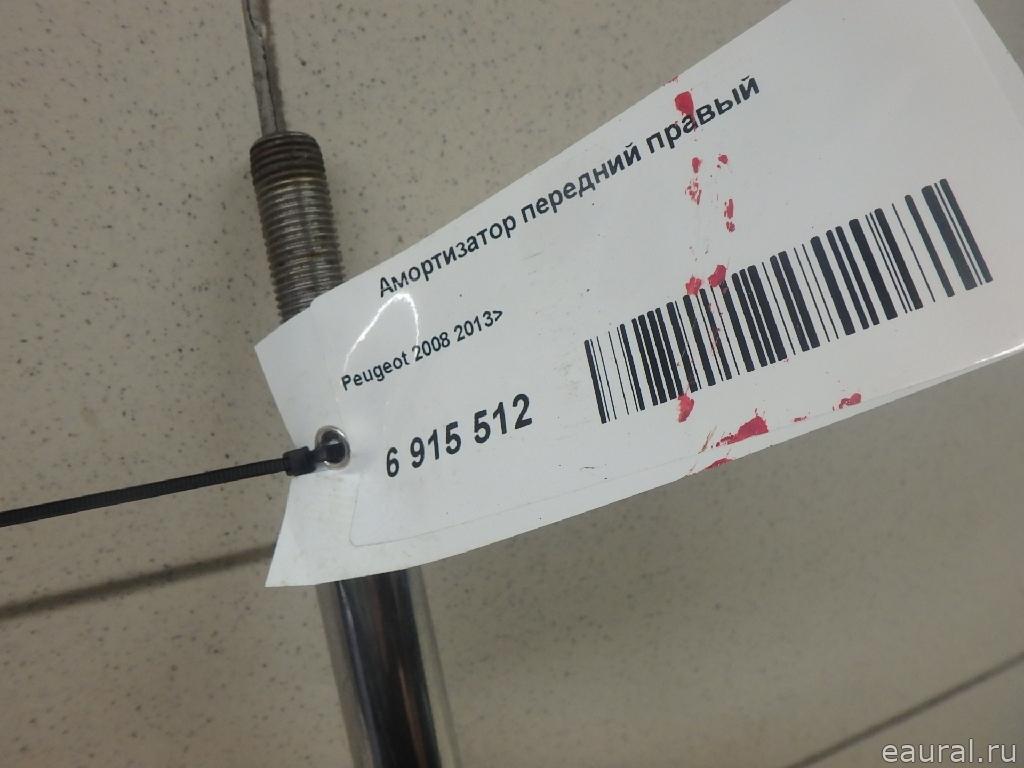 Амортизатор передний правый
Peugeot 2008 2013>
6 915 512
eaural.ru